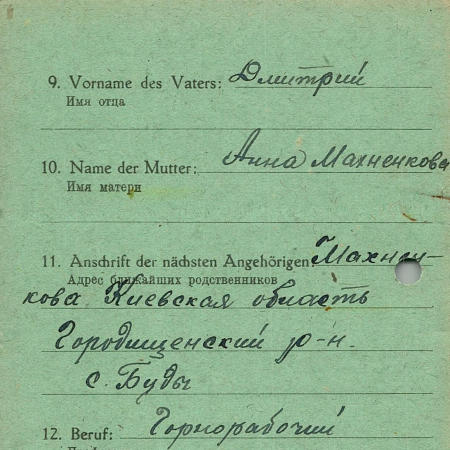 9. Vorname des Vaters: Дмитрий
Имя отца
10. Name der Mutter: Анна Махненкова
Имя матери
11. Anschrift der nächsten Angehörigen: Махнен-
Адрес ближайших родственников
кова Киевская область
Городищенский р-н.
с. Буды
12. Beruf: Горнорабочий